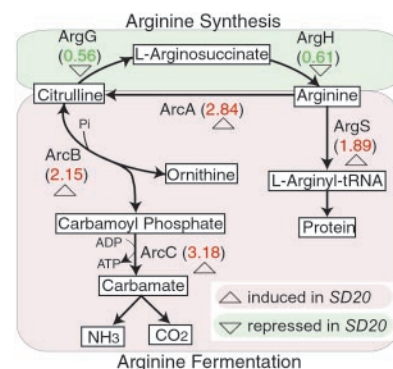 Arginine Synthesis
ArgG
(0.56)
L-Arginosuccinate
ArgH
(0.61)
Citrulline
Arginine
ArcA (2.84)
Pi
ArgS
(1.89)
ArcB
(2.15)
Ornithine
L-Arginyl-tRNA
Carbamoyl Phosphate
Protein
ADP
ATP
ArcC (3.18)
Carbamate
induced in SD20
NH3
CO2
repressed in SD20
Arginine Fermentation